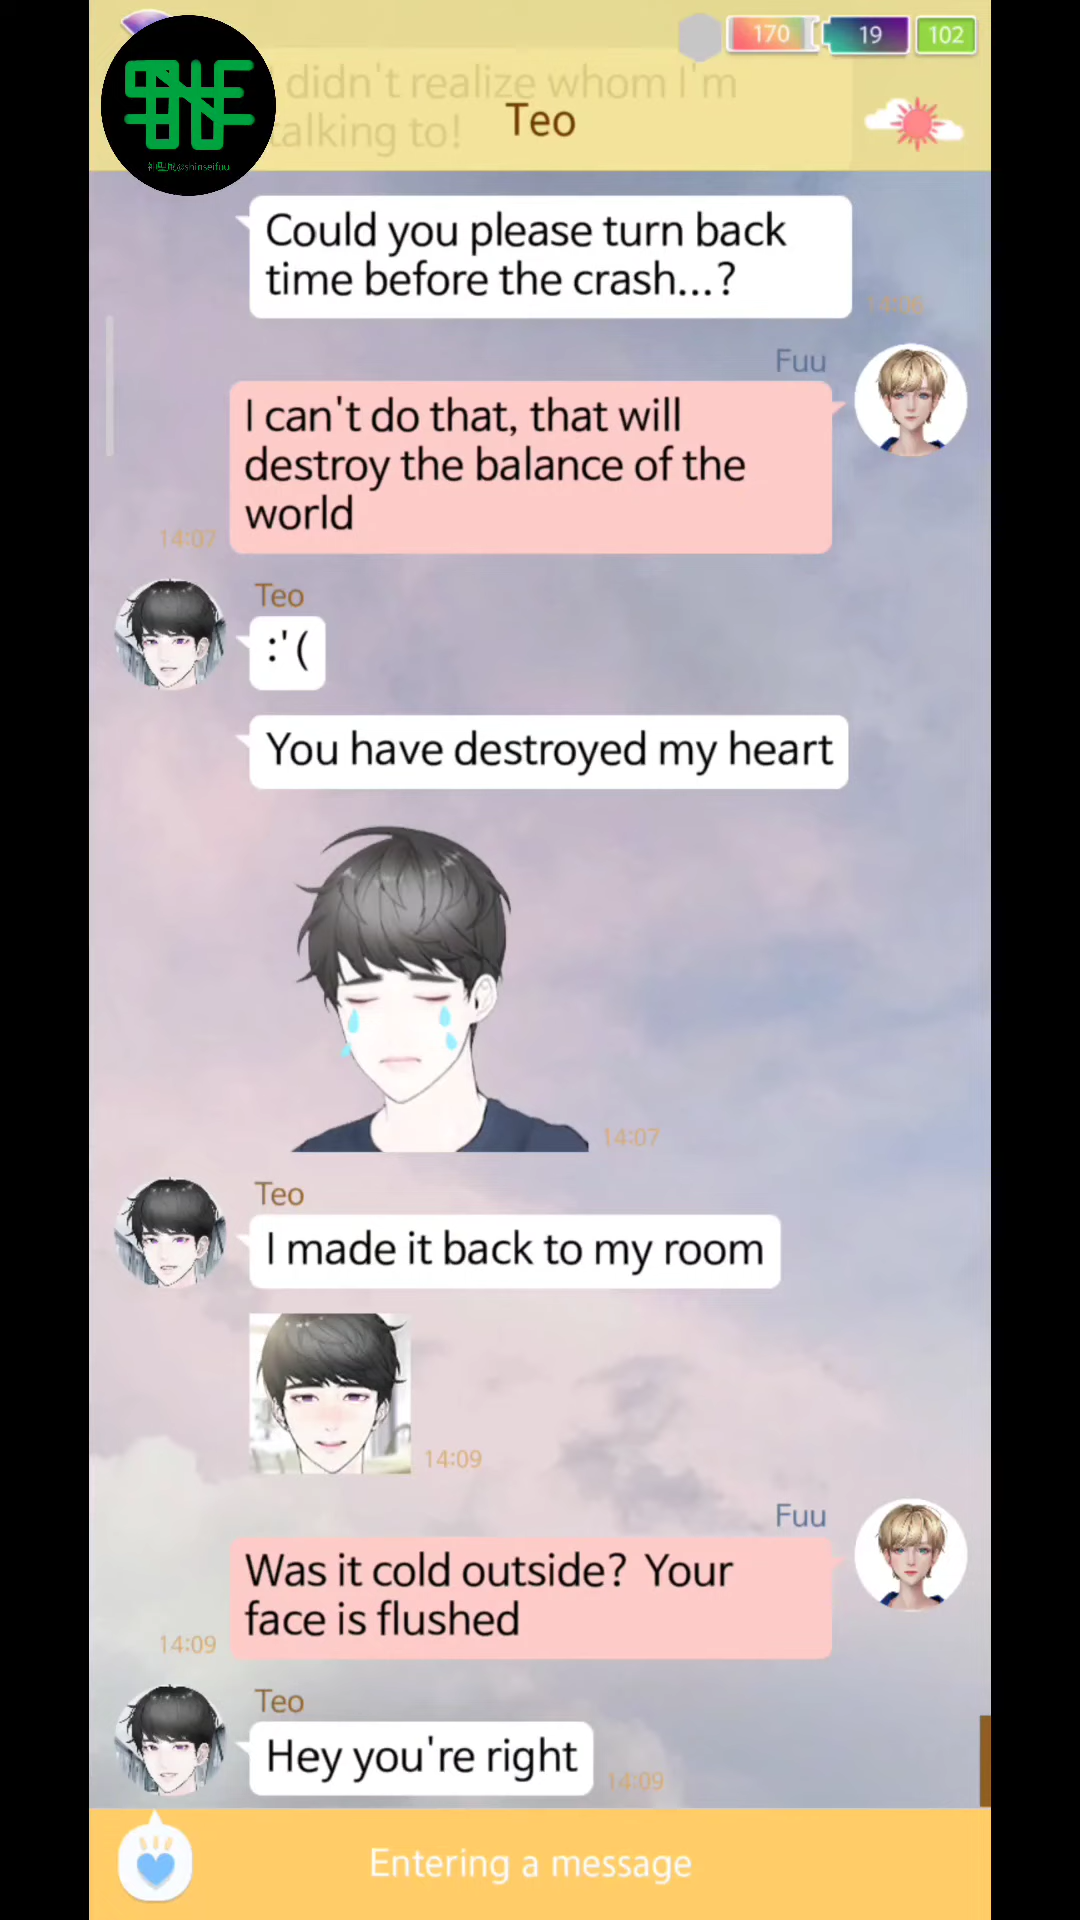 170
19
102
didn't realize whom I'm
talking to!
Teo
@shinseifuu
Could you please turn back
time before the crash...?
14:06
Fuu
I can't do that, that will
destroy the balance of the
world
14:07
Teo
:'(
You have destroyed my heart
14:07
Teo
I made it back to my room
14:09
Fuu
Was it cold outside?  Your
face is flushed
14:09
Teo
Hey you're right
14:09
Entering a message